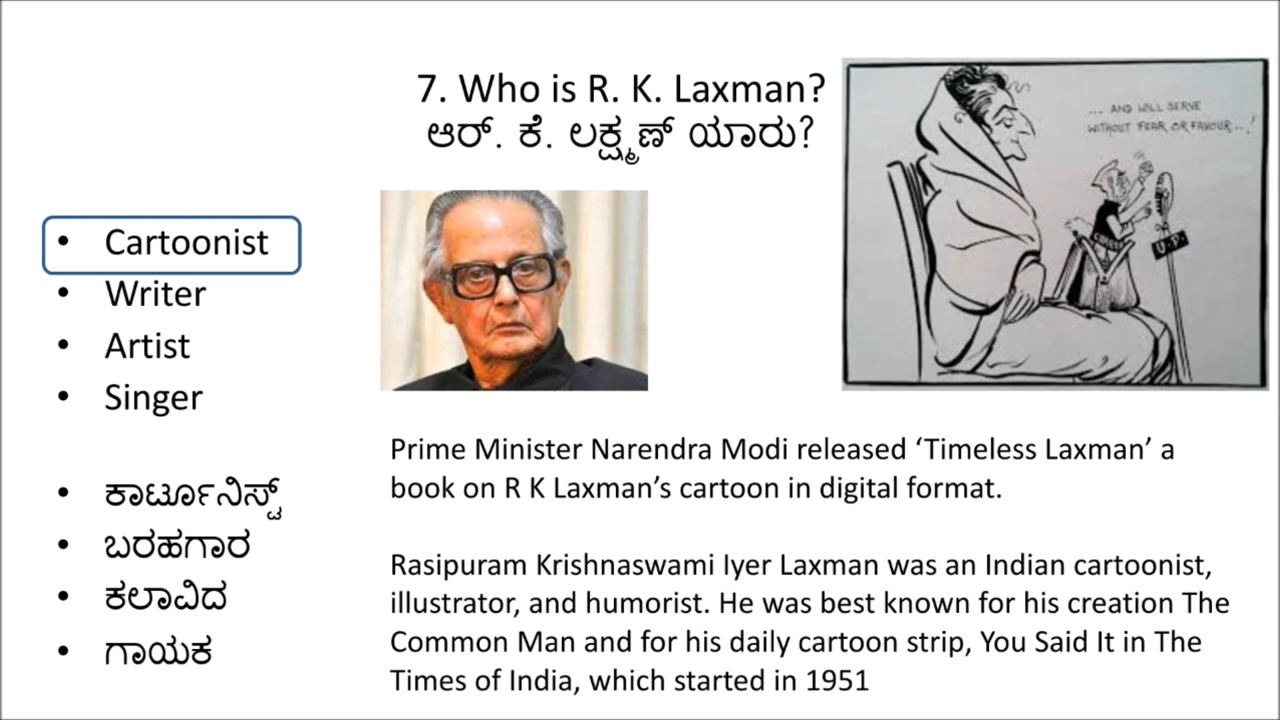 7. Who is R. K. Laxman?
ಆರ್. ಕೆ. ಲಕ್ಷ್ಮಣ್ ಯಾರು?
• Cartoonist
• Writer
• Artist
• Singer
• ಕಾರ್ಟೂನಿಸ್ಟ್
• ಬರಹಗಾರ
• ಕಲಾವಿದ
• ಗಾಯಕ
... AND WILL SERVE
WITHOUT FEAR OR FAVOUR...!
U.P.
Prime Minister Narendra Modi released ‘Timeless Laxman’ a
book on R K Laxman’s cartoon in digital format.
Rasipuram Krishnaswami Iyer Laxman was an Indian cartoonist,
illustrator, and humorist. He was best known for his creation The
Common Man and for his daily cartoon strip, You Said It in The
Times of India, which started in 1951